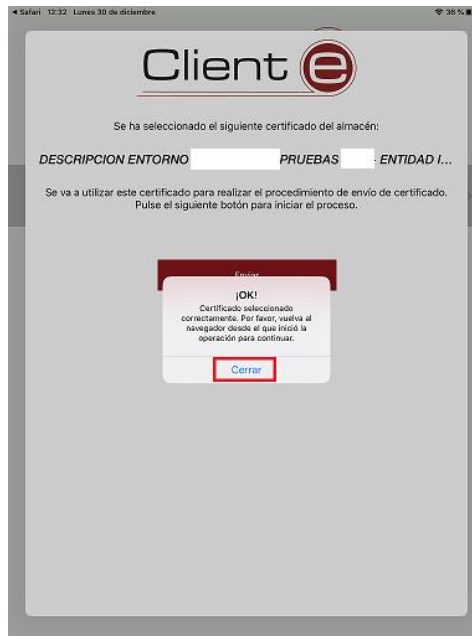 Safari 12:32 Lunes 30 de diciembre 36 %
Client e
Se ha seleccionado el siguiente certificado del almacén:
DESCRIPCION ENTORNO PRUEBAS - ENTIDAD I...
Se va a utilizar este certificado para realizar el procedimiento de envío de certificado.
Pulse el siguiente botón para iniciar el proceso.
Enviar
¡OK!
Certificado seleccionado
correctamente. Por favor, vuelva al
navegador desde el que inició la
operación para continuar.
Cerrar